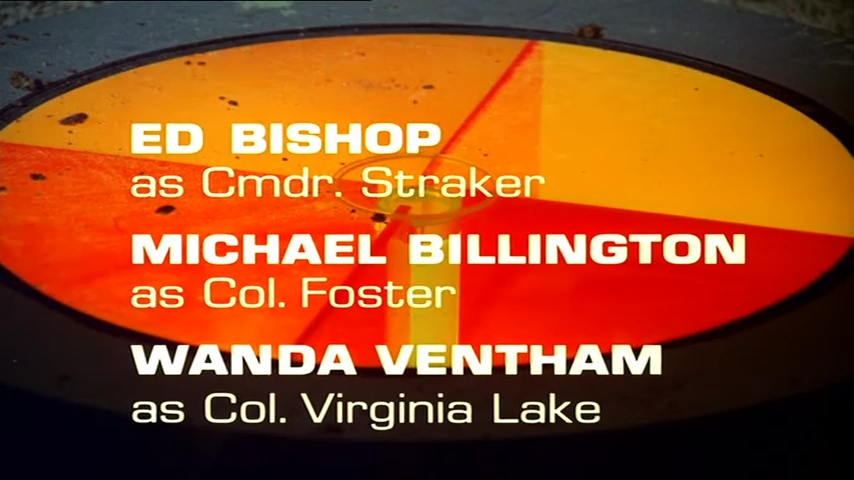 ED BISHOP
as Cmdr. Straker
MICHAEL BILLINGTON
as Col. Foster
WANDA VENTHAM
as Col. Virginia Lake